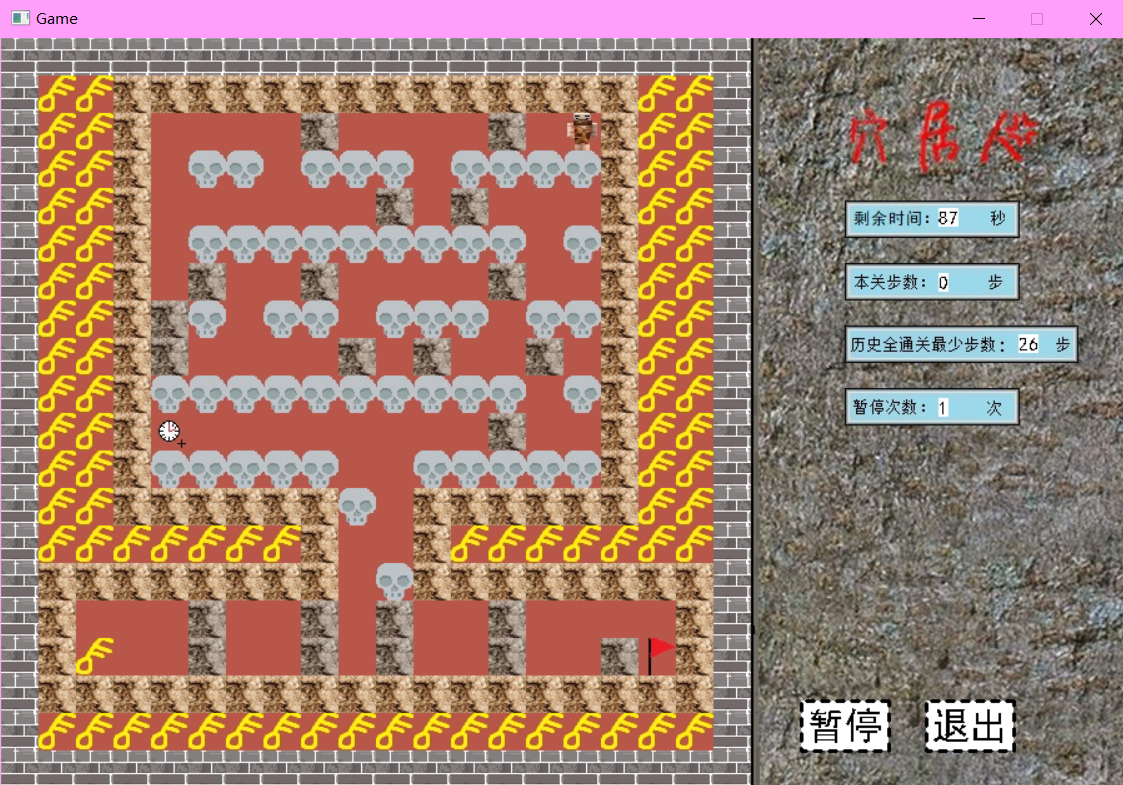 Game
穴居人
剩余时间：87 秒
本关步数：0 步
历史全通关最少步数：26 步
暂停次数：1 次
暂停 退出